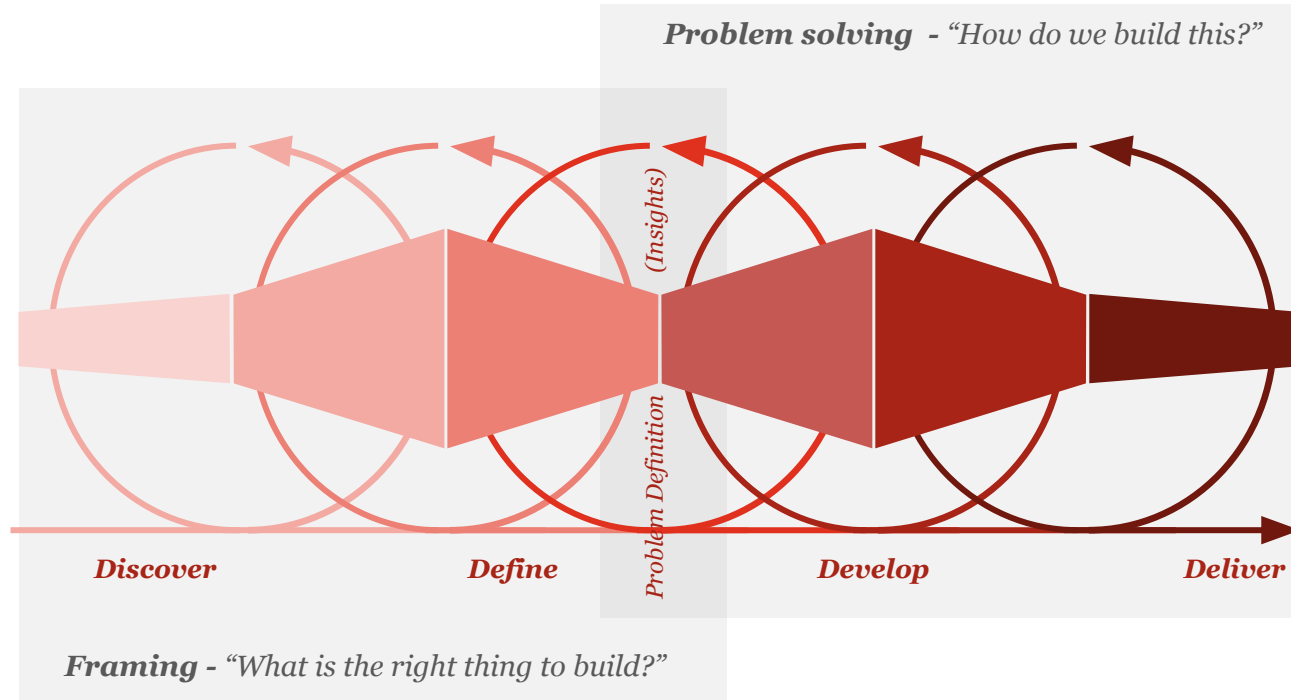 Problem solving - “How do we build this?”
(Insights)
Problem Definition
Discover
Define
Develop
Deliver
Framing - “What is the right thing to build?”